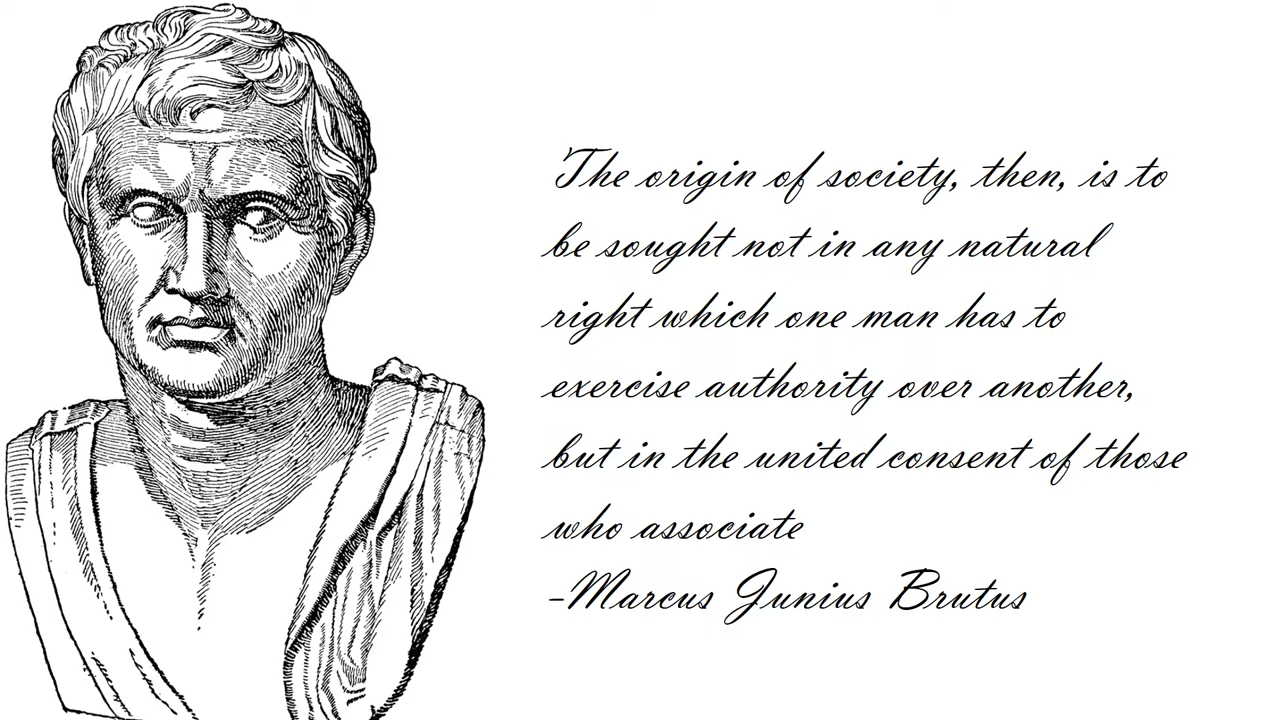 The origin of society, then, is to
be sought not in any natural
right which one man has to
exercise authority over another,
but in the united consent of those
who associate
-Marcus Junius Brutus